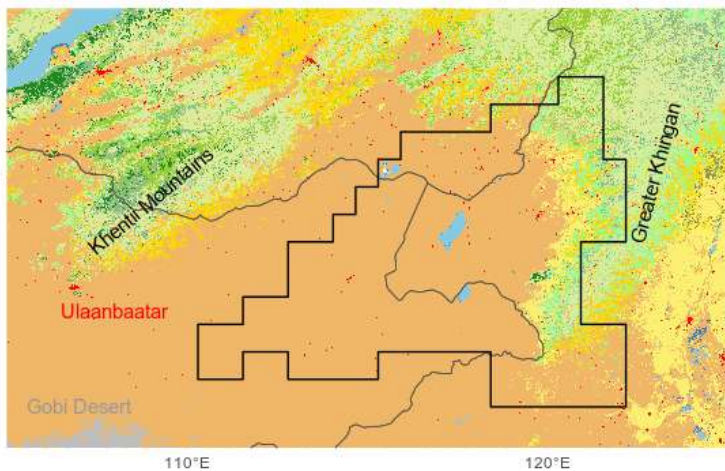 Khentii Mountains
Greater Khingan
Ulaanbaatar
Gobi Desert
110°E
120°E